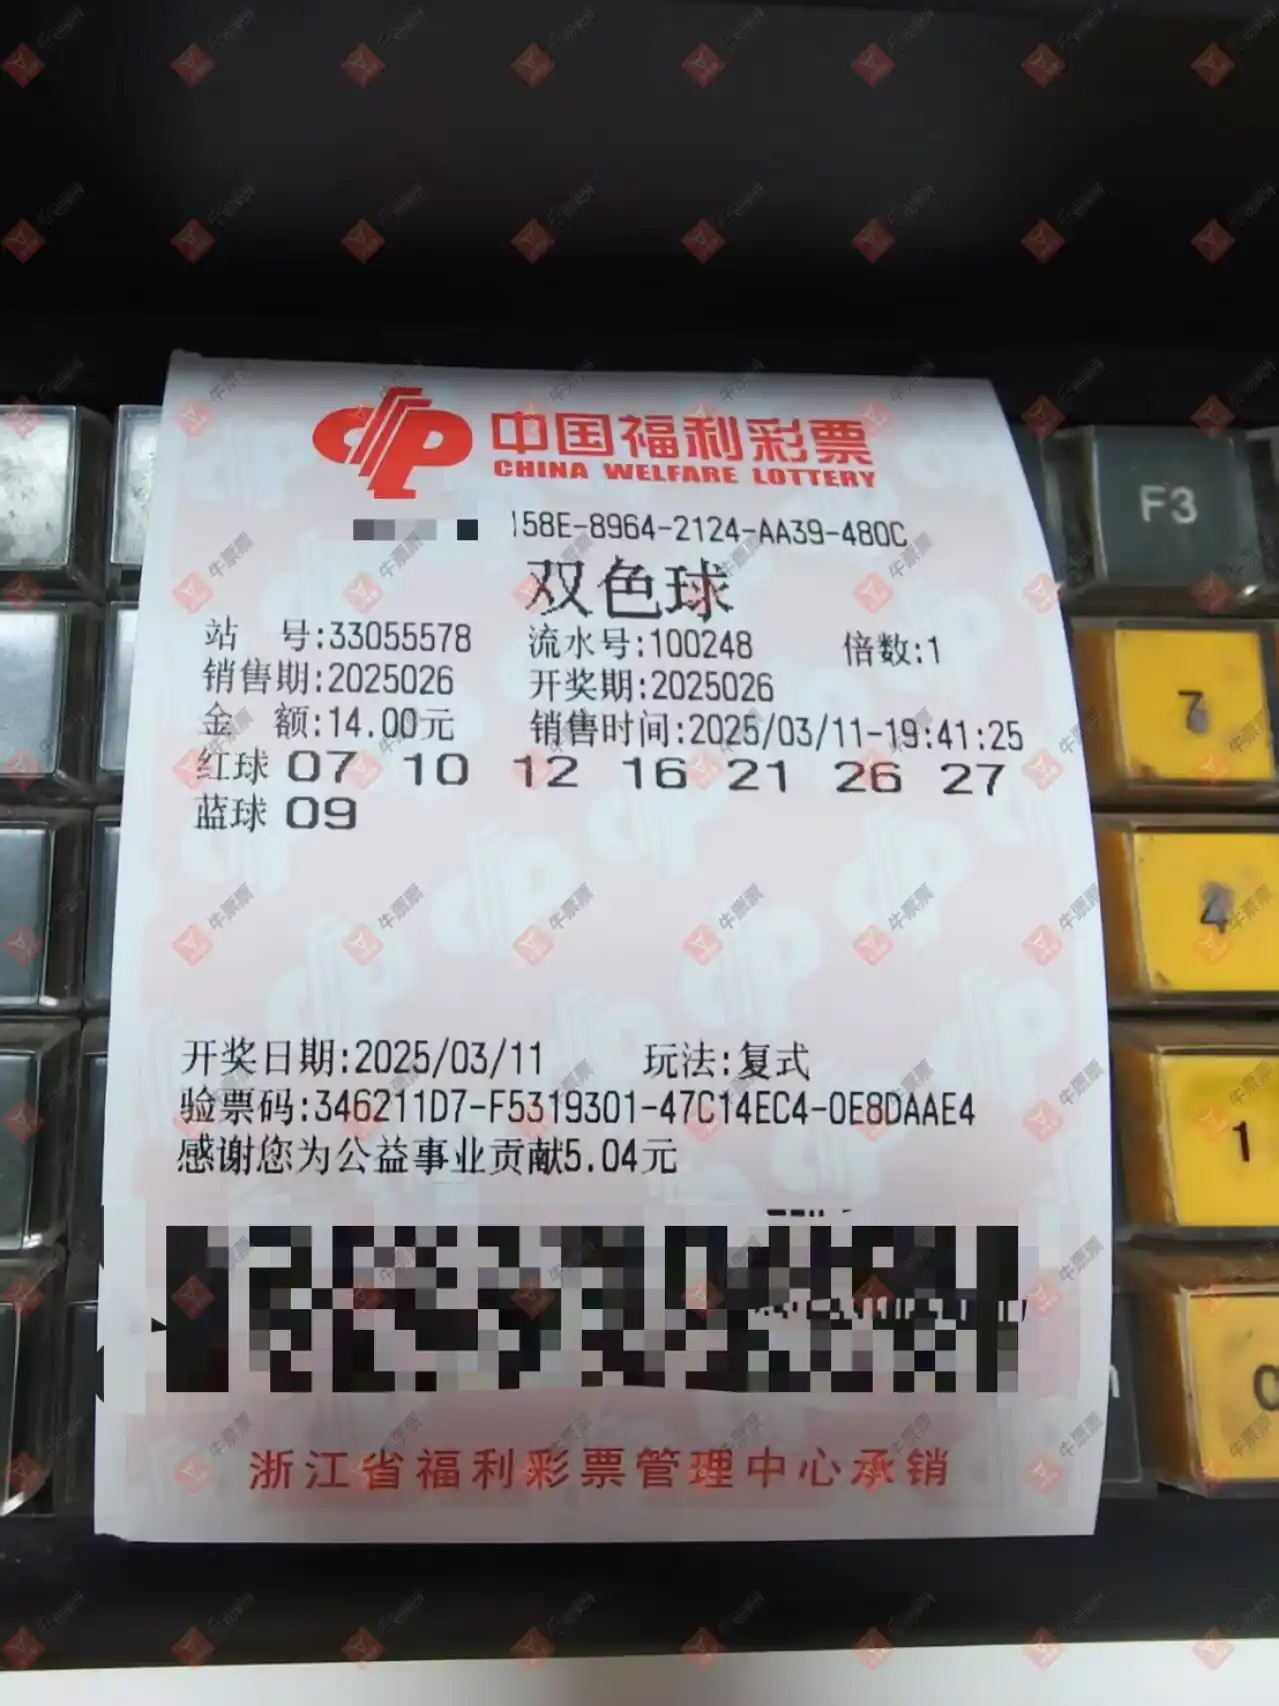 中国福利彩票
CHINA WELFARE LOTTERY
158E-8964-2124-AA39-480C
双色球
站 号:33055578 流水号:100248 倍数:1
销售期:2025026 开奖期:2025026
金 额:14.00元 销售时间:2025/03/11-19:41:25
红球 07 10 12 16 21 26 27
蓝球 09
开奖日期:2025/03/11 玩法:复式
验票码:346211D7-F5319301-47C14EC4-0E8DAAE4
感谢您为公益事业贡献5.04元
浙江省福利彩票管理中心承销
F3
7
4
1
牛票票